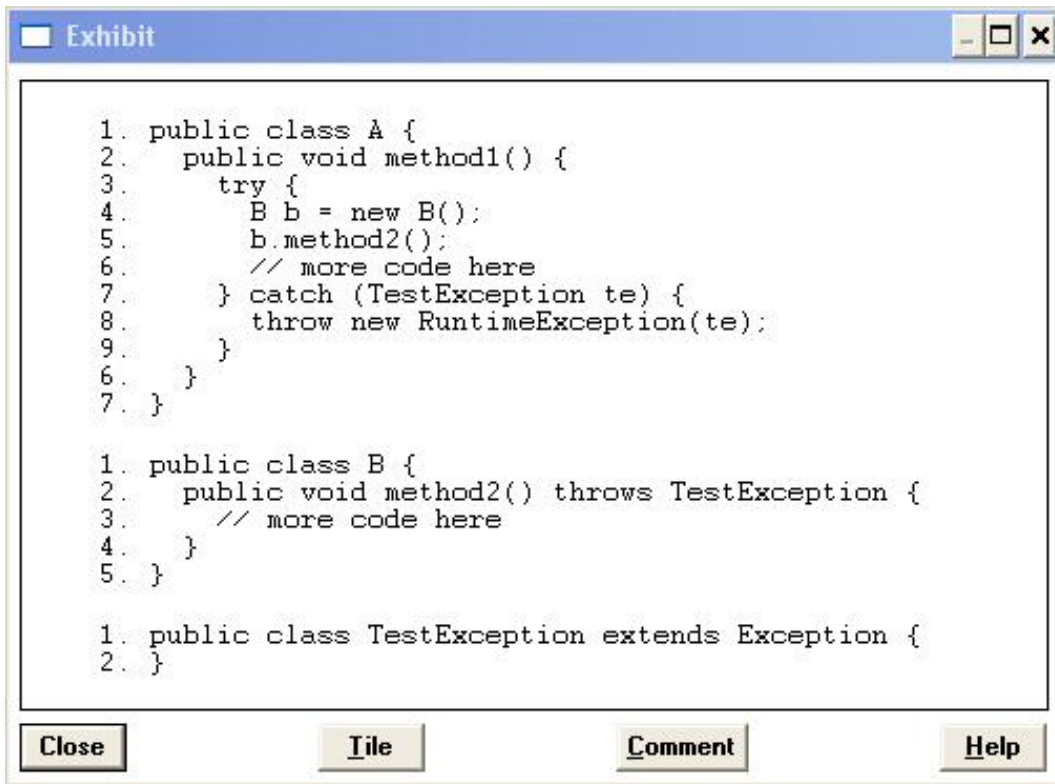 Exhibit
1. public class A {
2.   public void method1() {
3.     try {
4.       B b = new B();
5.       b.method2();
6.       // more code here
7.     } catch (TestException te) {
8.       throw new RuntimeException(te);
9.     }
6.   }
7. }
1. public class B {
2.   public void method2() throws TestException {
3.     // more code here
4.   }
5. }
1. public class TestException extends Exception {
2. }
Close Tile Comment Help